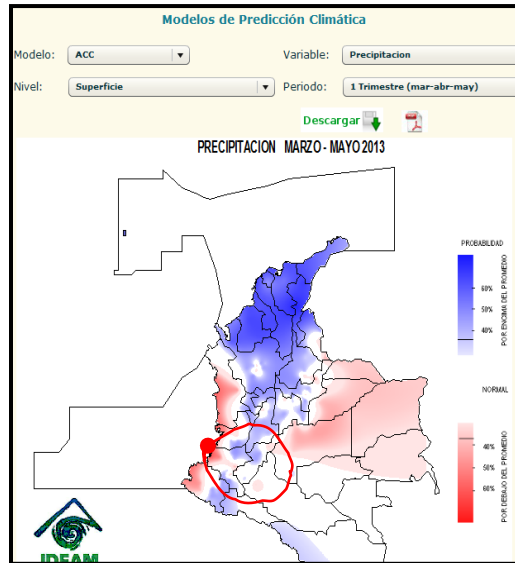 Modelos de Predicción Climática
Modelo: ACC Variable: Precipitacion
Nivel: Superficie Periodo: 1 Trimestre (mar-abr-may)
Descargar
PRECIPITACION MARZO - MAYO 2013
PROBABILIDAD
60%
50%
40%
POR ENCIMA DEL PROMEDIO
NORMAL
40%
50%
60%
POR DEBAJO DEL PROMEDIO
IDEAM